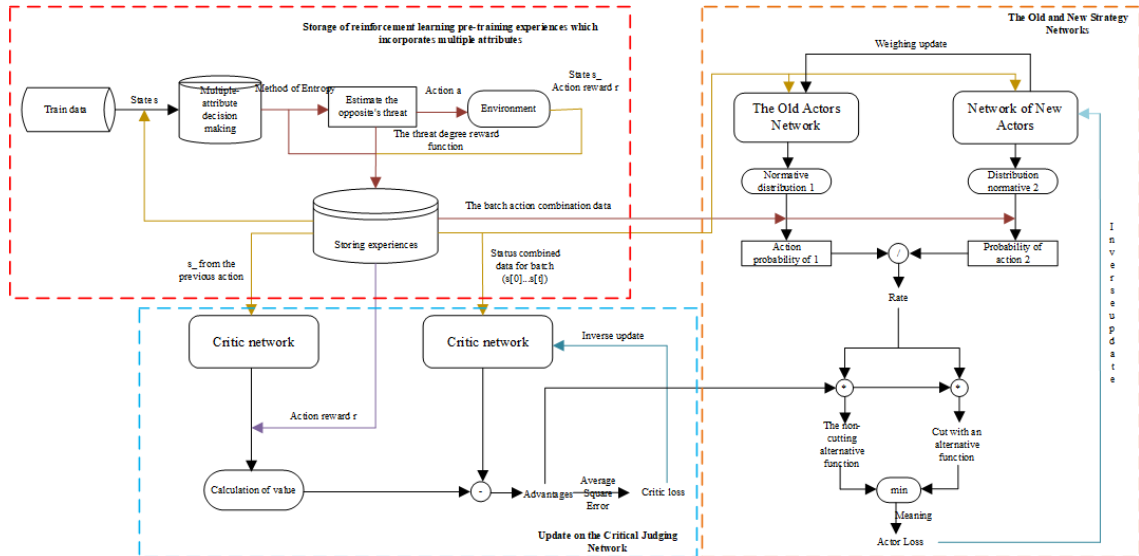 Storage of reinforcement learning pre-training experiences which
incorporates multiple attributes
Train data
State s
Multiple-
attribute
decision
making
Method of Entropy
Estimate the
opposite's threat
Action a
Environment
State s_
Action reward r
The threat degree reward
function
Storing experiences
s_from the
previous action
Status combined
data for batch
(s[0]...s[t])
The batch action combination data
The Old and New Strategy
Networks
Weighing update
The Old Actors
Network
Network of New
Actors
Normative
distribution 1
Distribution
normative 2
Action
probability of 1
/
Probability of
action 2
Rate
Inverse update
*
*
The non-
cutting
alternative
function
Cut with an
alternative
function
min
Meaning
Actor Loss
Critic network
Critic network
Inverse update
Action reward r
Calculation of value
-
Advantages
Average
Square
Error
Critic loss
Update on the Critical Judging
Network